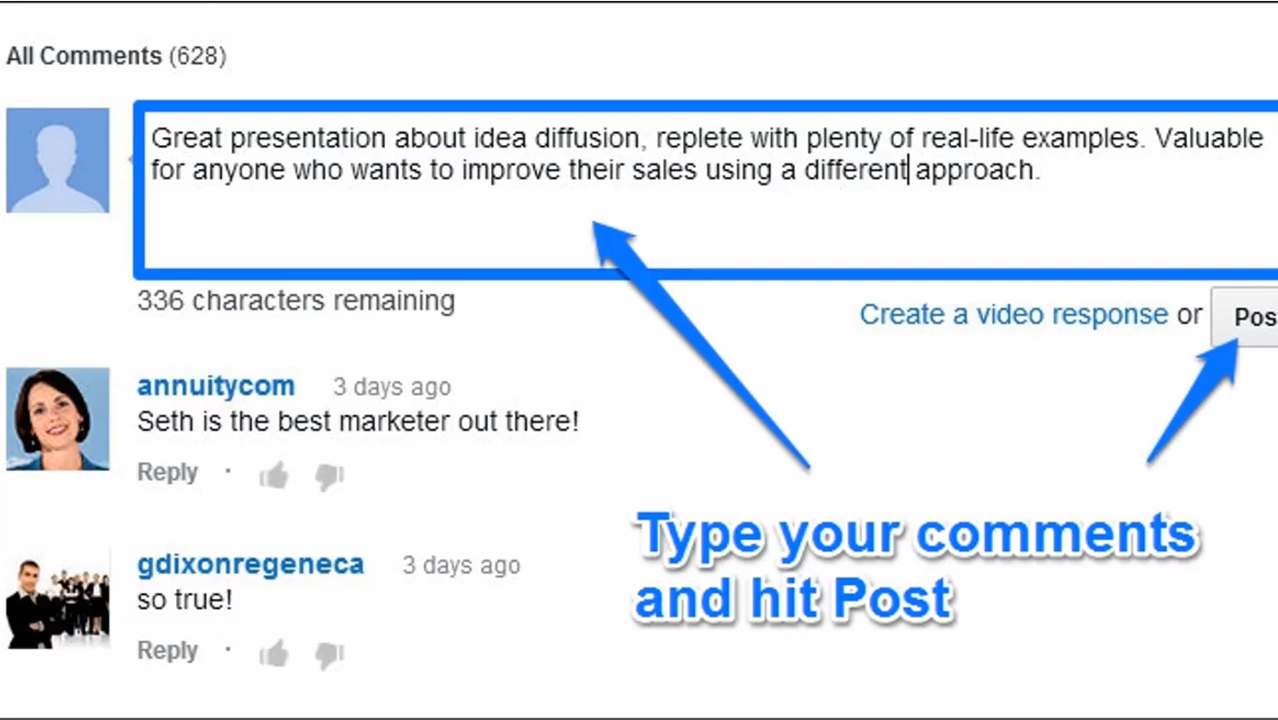 All Comments (628)
Great presentation about idea diffusion, replete with plenty of real-life examples. Valuable
for anyone who wants to improve their sales using a different approach.
336 characters remaining
Create a video response or Pos
annuitycom 3 days ago
Seth is the best marketer out there!
Reply ·
gdixonregeneca 3 days ago
so true!
Reply ·
Type your comments
and hit Post